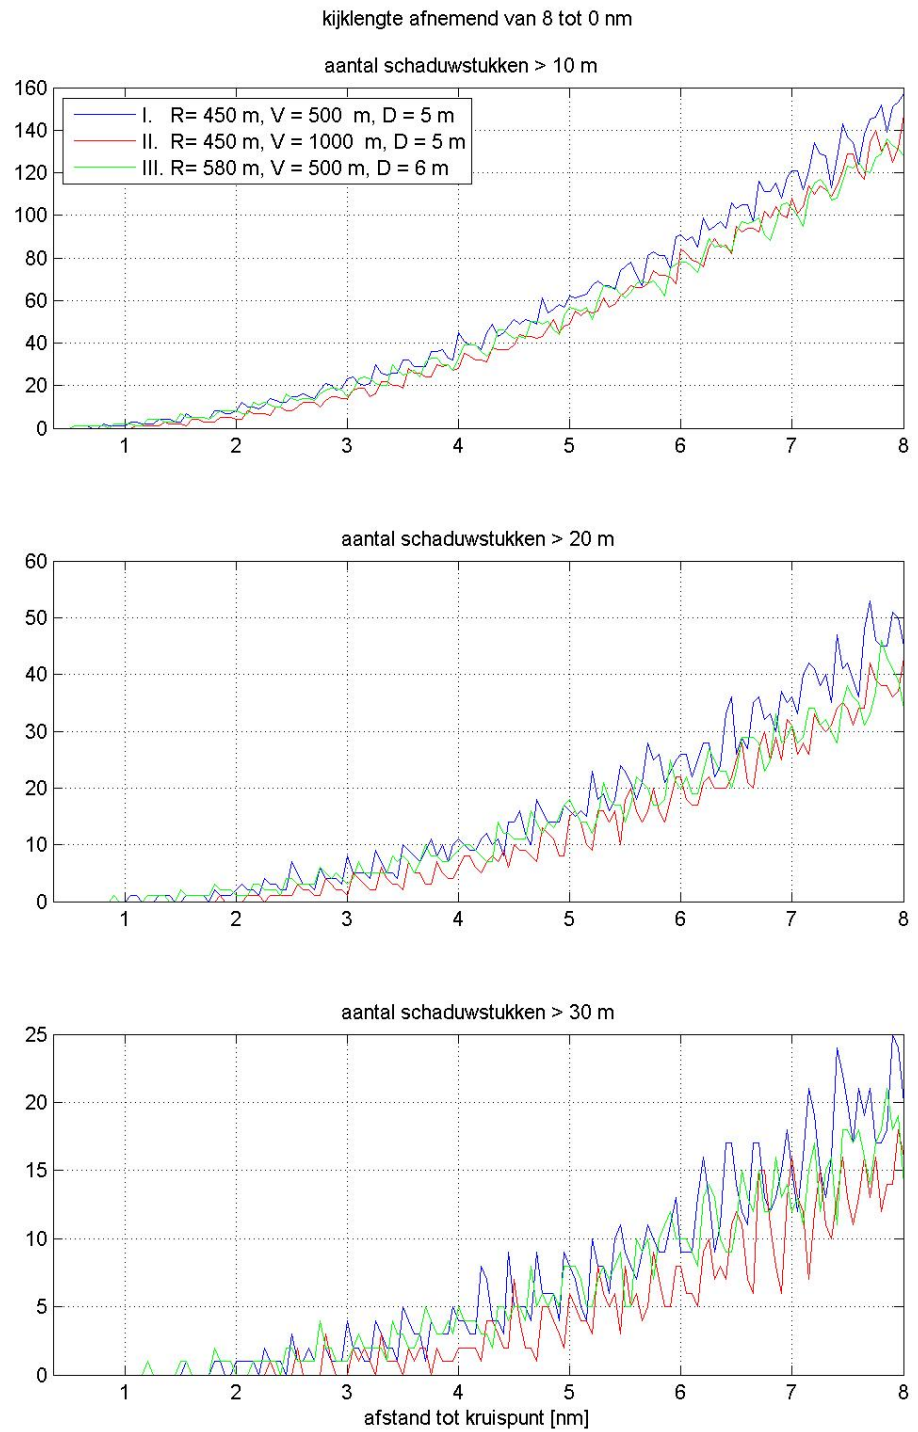 kijklengte afnemend van 8 tot 0 nm
aantal schaduwstukken > 10 m
160
140
120
100
80
60
40
20
0
I. R= 450 m, V = 500 m, D = 5 m
II. R= 450 m, V = 1000 m, D = 5 m
III. R= 580 m, V = 500 m, D = 6 m
1 2 3 4 5 6 7 8
aantal schaduwstukken > 20 m
60
50
40
30
20
10
0
1 2 3 4 5 6 7 8
aantal schaduwstukken > 30 m
25
20
15
10
5
0
1 2 3 4 5 6 7 8
afstand tot kruispunt [nm]